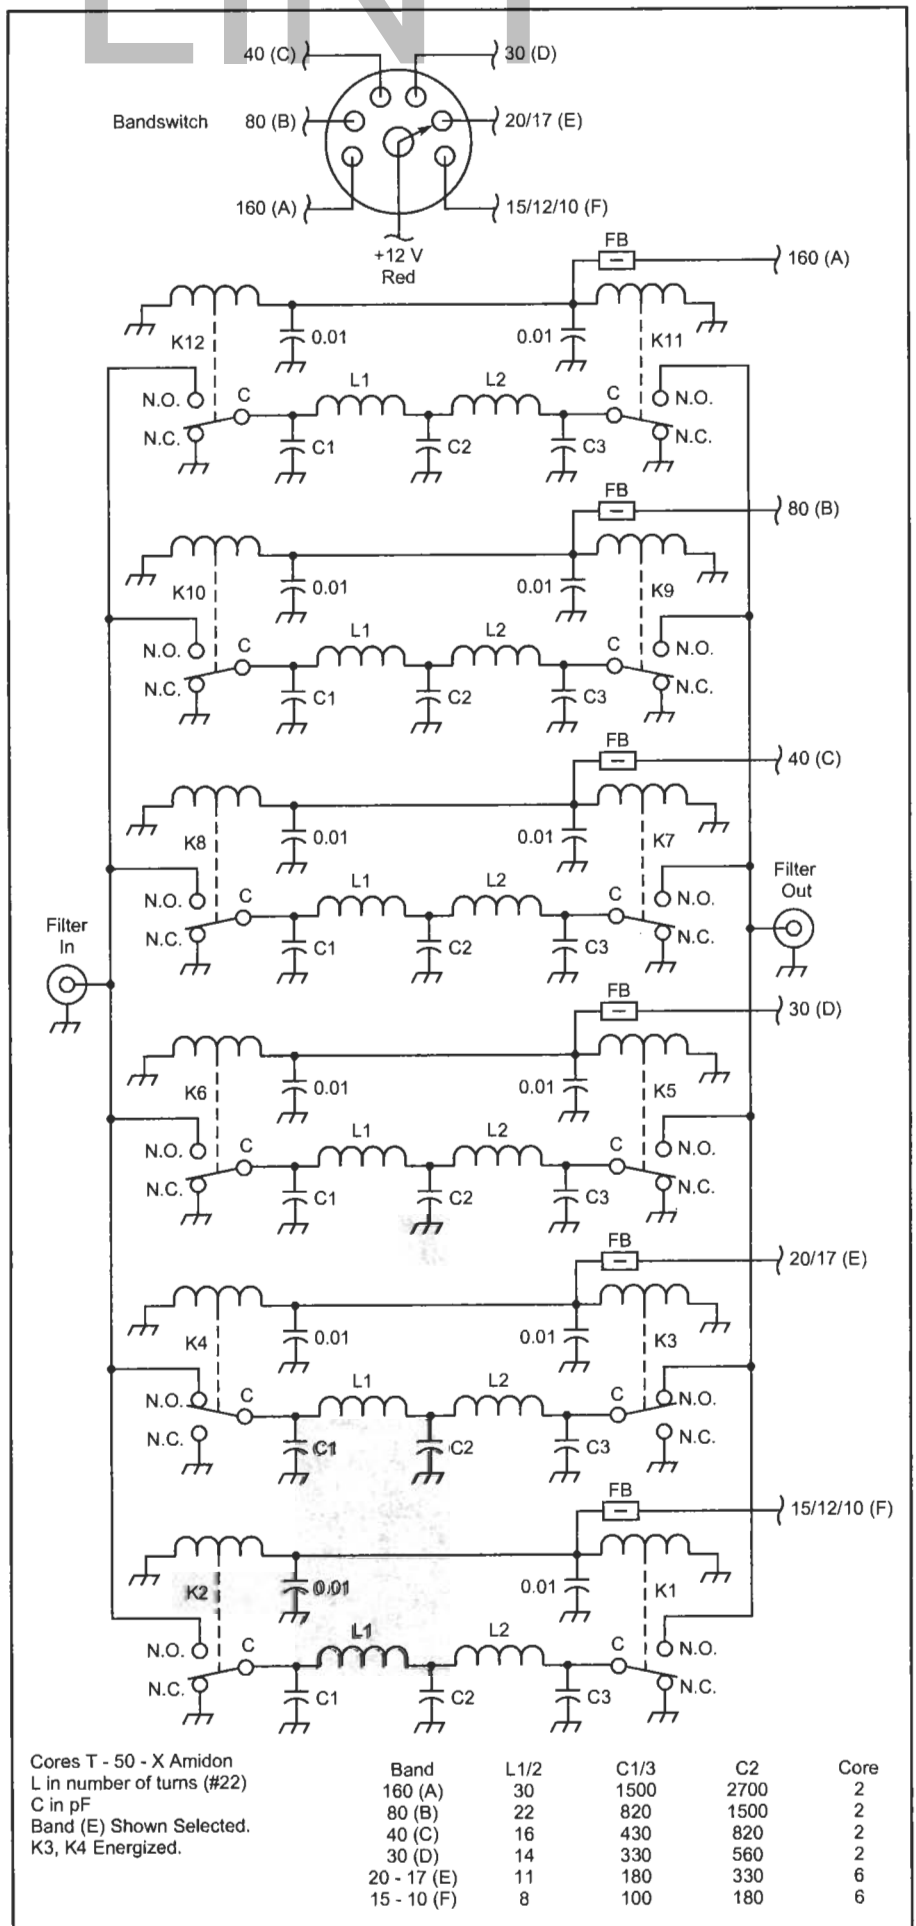 LINT
40 (C) 30 (D)
Bandswitch 80 (B) 20/17 (E)
160 (A) 15/12/10 (F)
+12 V
Red
FB
160 (A)
K12 0.01 0.01 K11
L1 L2
N.O. C C N.O.
N.C. C1 C2 C3 N.C.
FB
80 (B)
K10 0.01 0.01 K9
L1 L2
N.O. C C N.O.
N.C. C1 C2 C3 N.C.
FB
40 (C)
K8 0.01 0.01 K7
Filter
Out
L1 L2
N.O. C C N.O.
N.C. C1 C2 C3 N.C.
Filter
In
FB
30 (D)
K6 0.01 0.01 K5
L1 L2
N.O. C C N.O.
N.C. C1 C2 C3 N.C.
FB
20/17 (E)
K4 0.01 0.01 K3
L1 L2
N.O. C C N.O.
N.C. C1 C2 C3 N.C.
FB
15/12/10 (F)
K2 0.01 0.01 K1
L1 L2
N.O. C C N.O.
N.C. C1 C2 C3 N.C.
Cores T - 50 - X Amidon
L in number of turns (#22)
C in pF
Band (E) Shown Selected.
K3, K4 Energized.
Band L1/2 C1/3 C2 Core
160 (A) 30 1500 2700 2
80 (B) 22 820 1500 2
40 (C) 16 430 820 2
30 (D) 14 330 560 2
20 - 17 (E) 11 180 330 6
15 - 10 (F) 8 100 180 6